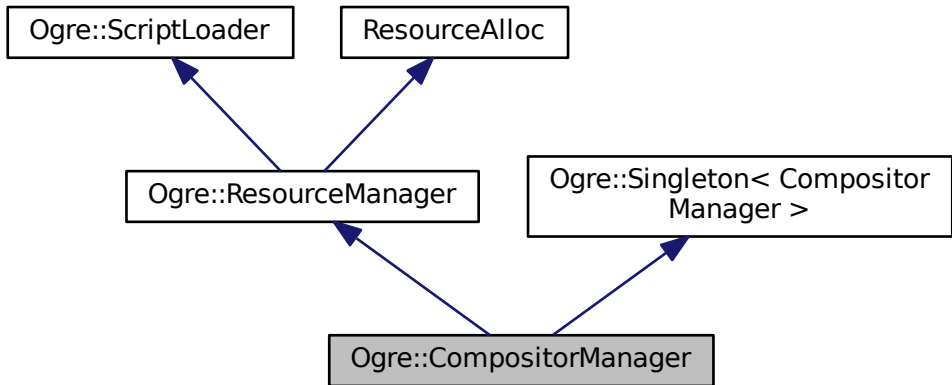 Ogre::ScriptLoader
ResourceAlloc
Ogre::ResourceManager
Ogre::Singleton< Compositor
Manager >
Ogre::CompositorManager